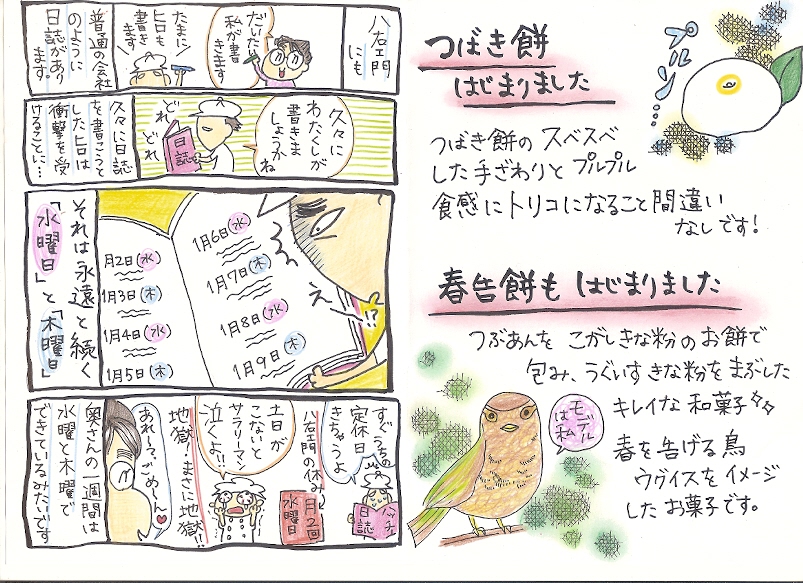 八右エ門
にも
だいたい
私が書
きます
たまに
ヒロも
書き
ます
普通の会社
のように
日誌があり
ます。
久々に
わたくしが
書きま
しょうかね
どれ
どれ
日誌
久々に日誌
を書こうと
したヒロは
衝撃を受
けることに…
1月6日(水)
1月7日(木)
1月8日(水)
1月9日(木)
え〜!?
月2日(水)
1月3日(木)
1月4日(水)
1月5日(木)
それは永遠と続く
「水曜日」と「木曜日」
すぐうちの
定休日
きちゃうよ
ハッチ
日誌
八右エ門の休み
月2回
水曜日
土日が
こないと
サラリーマン
泣くよ!!
地獄!まさに地獄!!
あれ〜っ、ごめ〜ん
奥さんの一週間は
水曜と木曜で
できているみたいです
つばき餅
はじまりました
プルルン…
つばき餅の スベスベ
した手ざわりと プルプル
食感にトリコになること間違い
なしです!
春告餅も はじまりました
つぶあんを こがしきな粉のお餅で
包み、うぐいすきな粉をまぶした
キレイな和菓子
モデル
は私
春を告げる鳥
ウグイスをイメージ
したお菓子です。